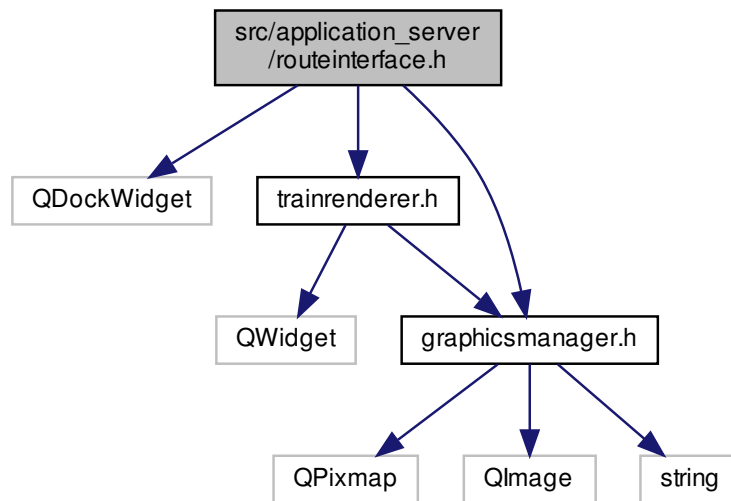 src/application_server
/routeinterface.h
QDockWidget
trainrenderer.h
QWidget
graphicsmanager.h
QPixmap
QImage
string